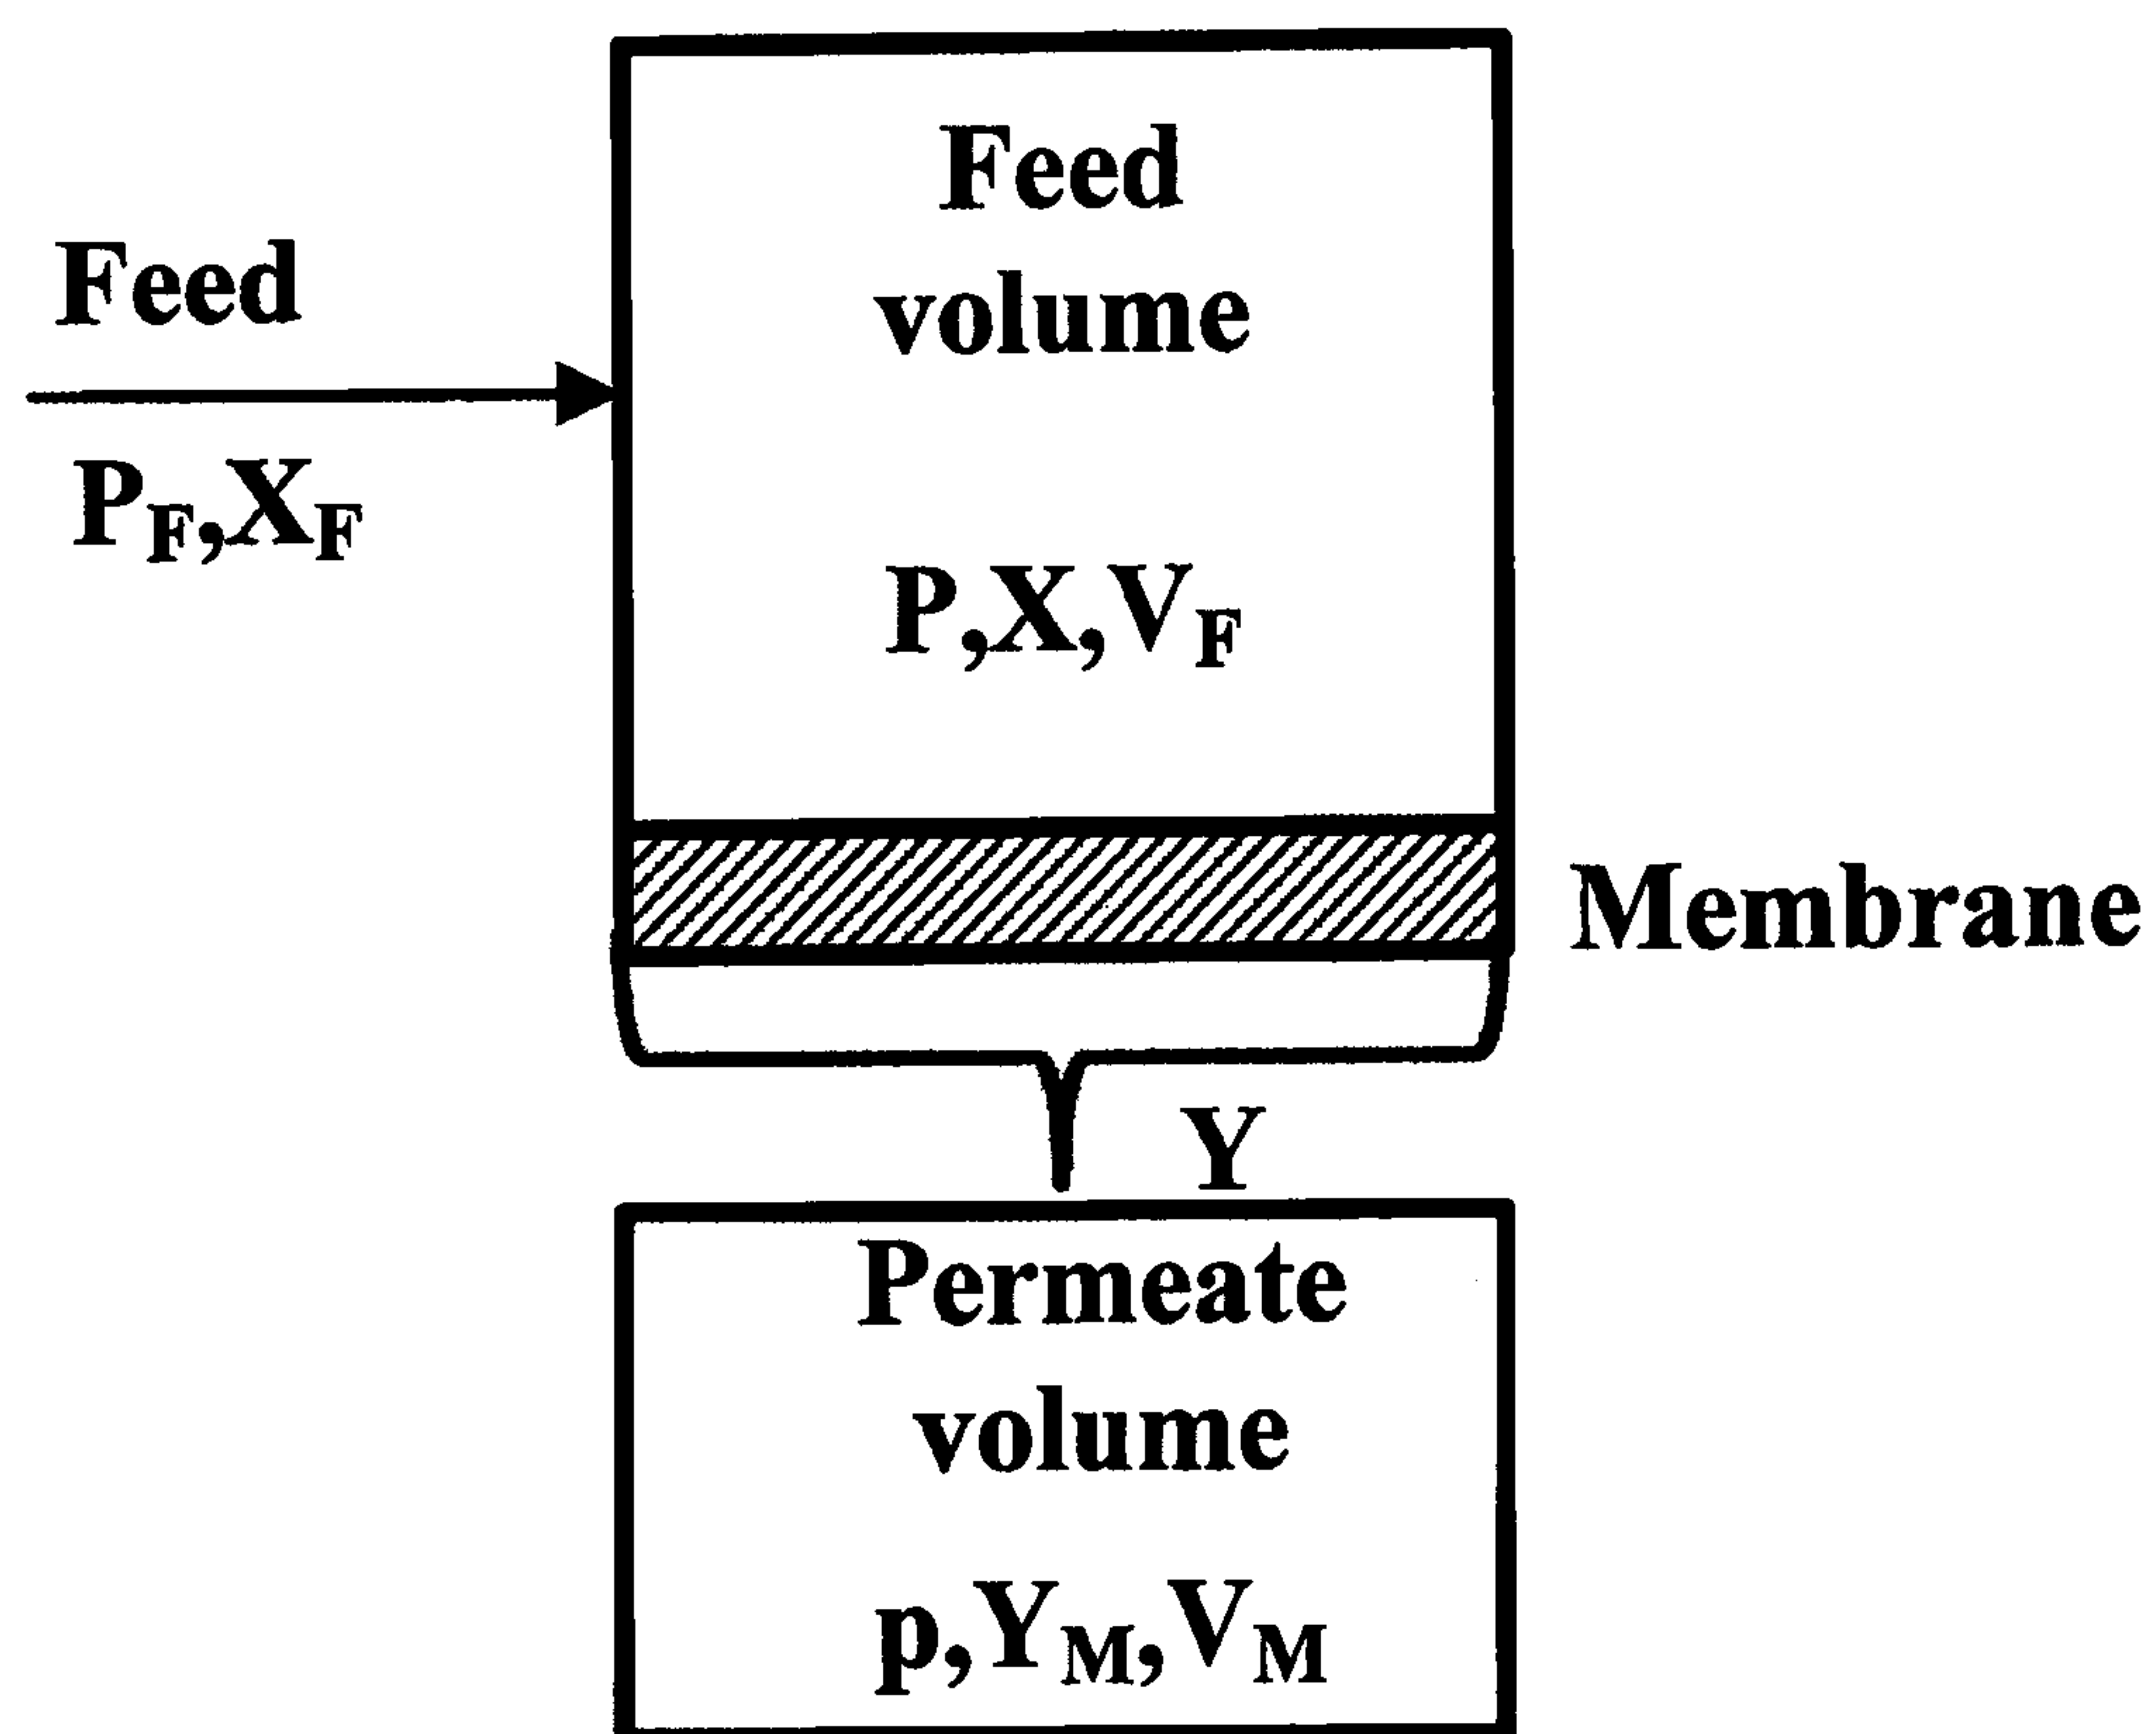 Feed
volume
Feed
P_F,X_F
P,X,V_F
Membrane
Y
Permeate
volume
p,Y_M,V_M